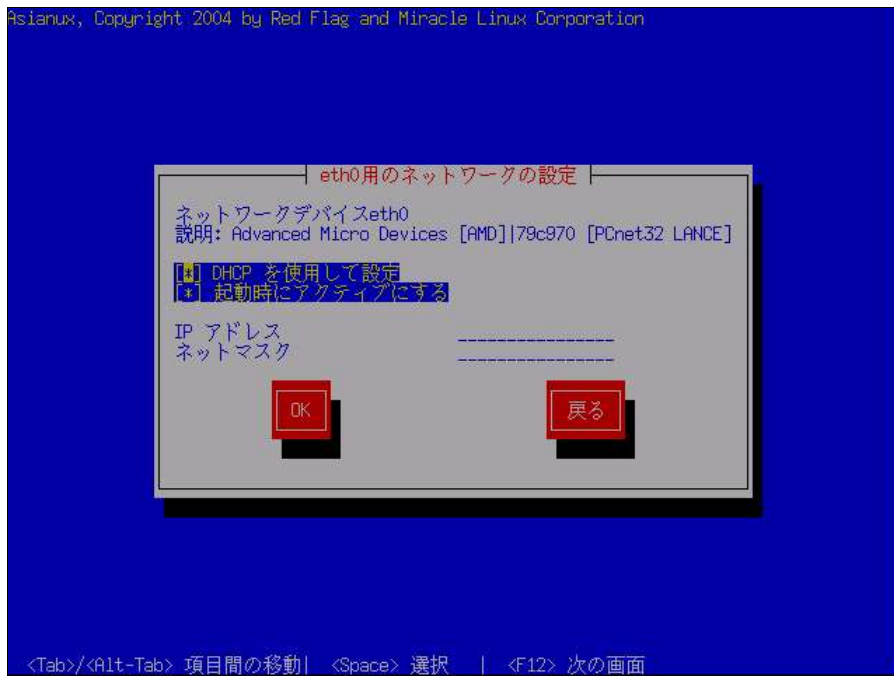 Asianux, Copyright 2004 by Red Flag and Miracle Linux Corporation
eth0用のネットワークの設定
ネットワークデバイスeth0
説明: Advanced Micro Devices [AMD]|79c970 [PCnet32 LANCE]
[*] DHCP を使用して設定
[*] 起動時にアクティブにする
IP アドレス ________________
ネットマスク ________________
OK 戻る
<Tab>/<Alt-Tab> 項目間の移動| <Space> 選択 | <F12> 次の画面